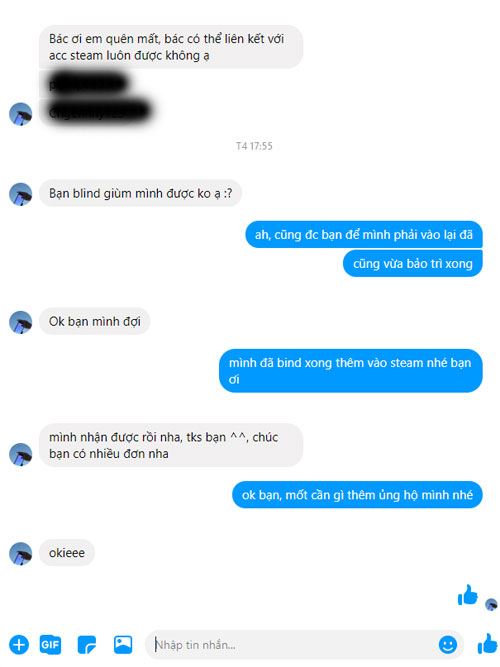 Bác ơi em quên mất, bác có thể liên kết với
acc steam luôn được không ạ
T4 17:55
Bạn blind giùm mình được ko ạ :?
ah, cũng đc bạn để mình phải vào lại đã
cũng vừa bảo trì xong
Ok bạn mình đợi
mình đã bind xong thêm vào steam nhé bạn
ơi
mình nhận được rồi nha, tks bạn ^^, chúc
bạn có nhiều đơn nha
ok bạn, mốt cần gì thêm ủng hộ mình nhé
okieee
GIF
Nhập tin nhắn...